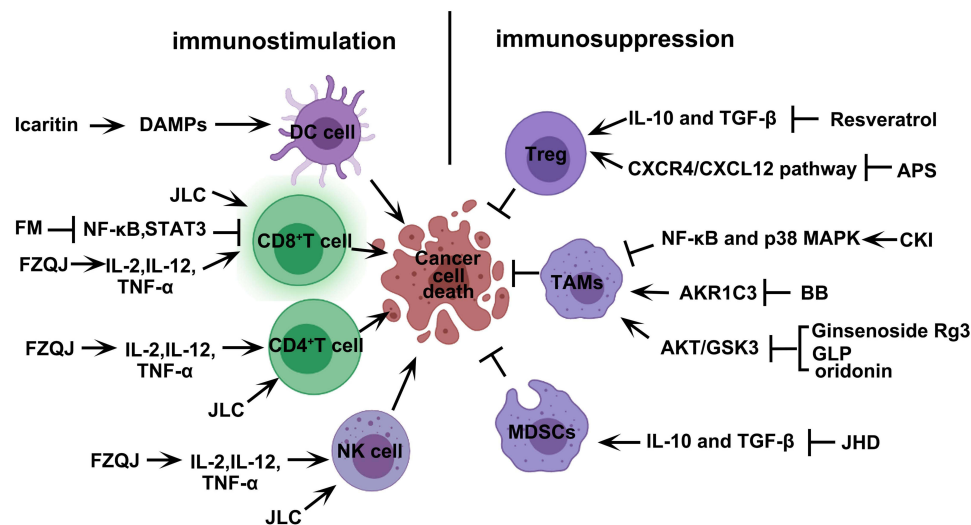 immunostimulation
immunosuppression
Icaritin
DAMPs
DC cell
JLC
FM
NF-κB,STAT3
CD8⁺T cell
FZQJ
IL-2,IL-12,
TNF-α
FZQJ
IL-2,IL-12,
TNF-α
CD4⁺T cell
JLC
FZQJ
IL-2,IL-12,
TNF-α
NK cell
JLC
Cancer
cell
death
Treg
IL-10 and TGF-β
Resveratrol
CXCR4/CXCL12 pathway
APS
TAMs
NF-κB and p38 MAPK
CKI
AKR1C3
BB
AKT/GSK3
Ginsenoside Rg3
GLP
oridonin
MDSCs
IL-10 and TGF-β
JHD